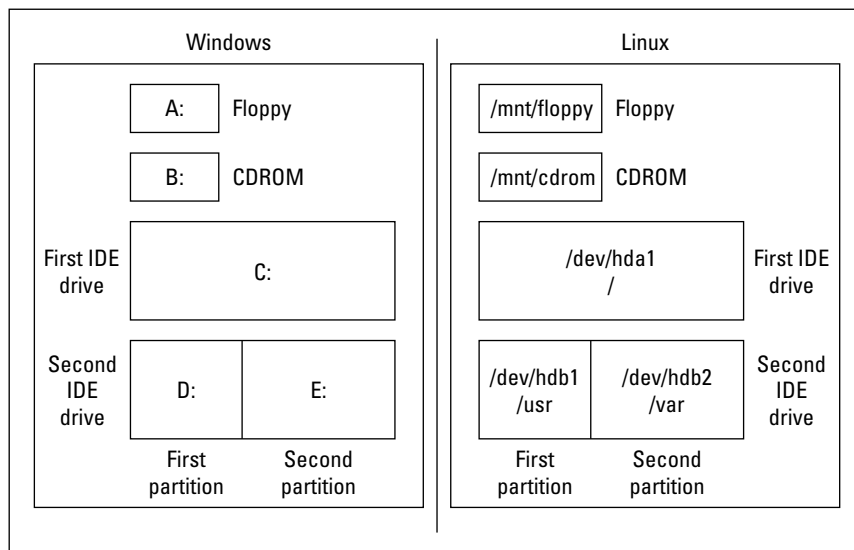 Windows
A: Floppy
B: CDROM
First IDE
drive
C:
Second
IDE
drive
D: E:
First
partition
Second
partition
Linux
/mnt/floppy Floppy
/mnt/cdrom CDROM
/dev/hda1
/
First IDE
drive
/dev/hdb1
/usr
/dev/hdb2
/var
Second
IDE
drive
First
partition
Second
partition